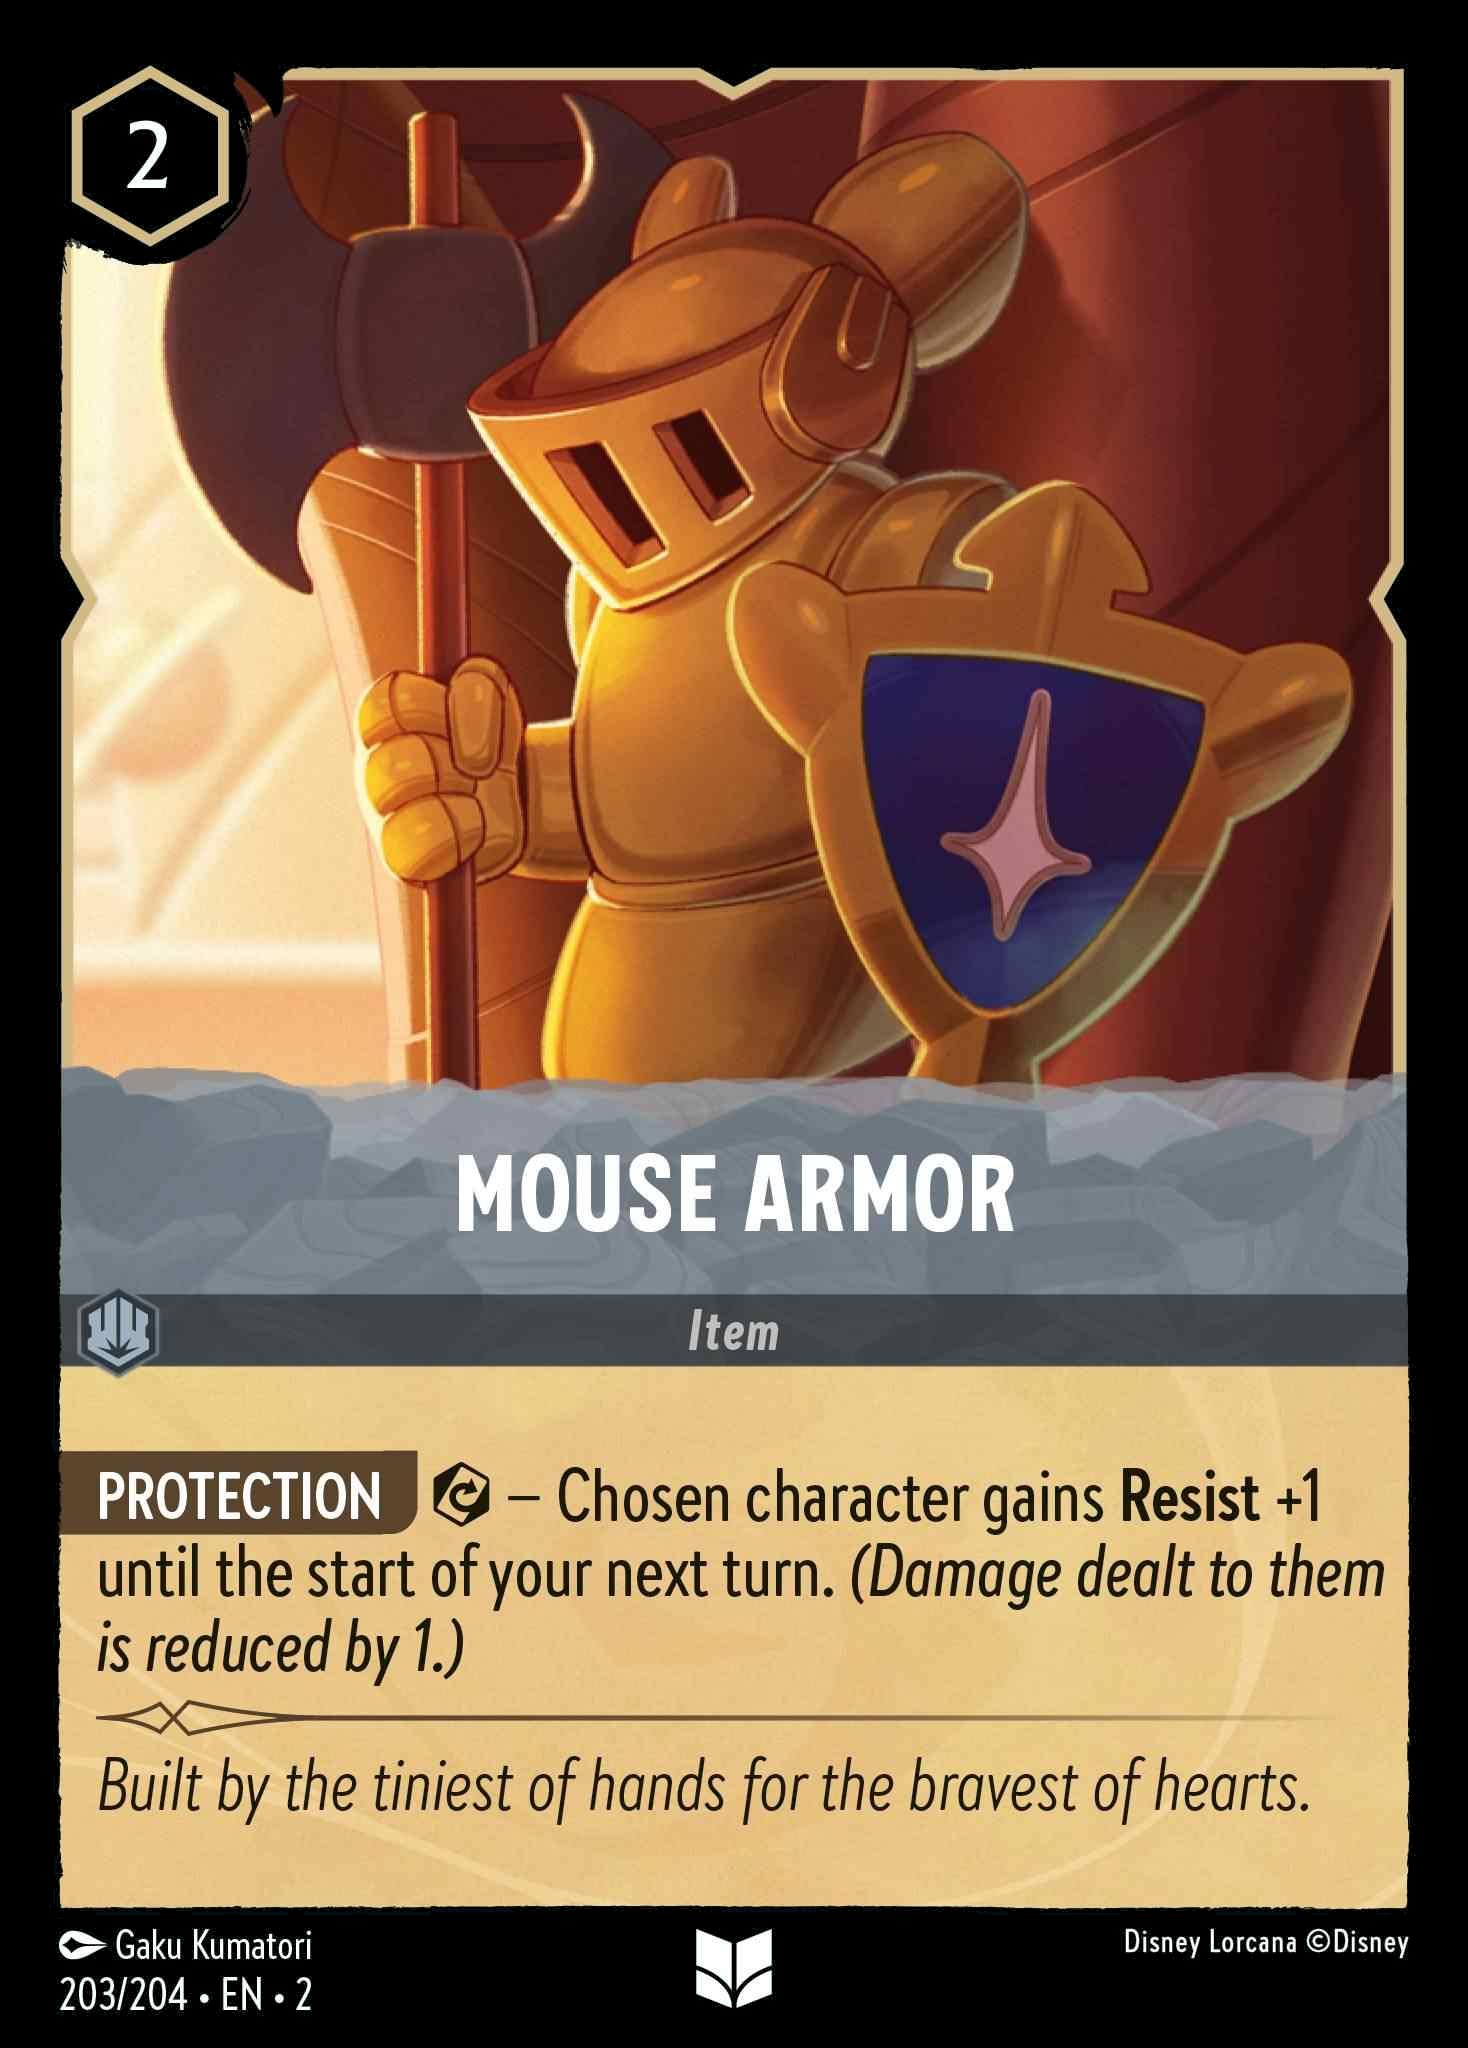 2
MOUSE ARMOR
Item
PROTECTION – Chosen character gains Resist +1
until the start of your next turn. (Damage dealt to them
is reduced by 1.)
Built by the tiniest of hands for the bravest of hearts.
Gaku Kumatori
203/204 • EN • 2
Disney Lorcana ©Disney